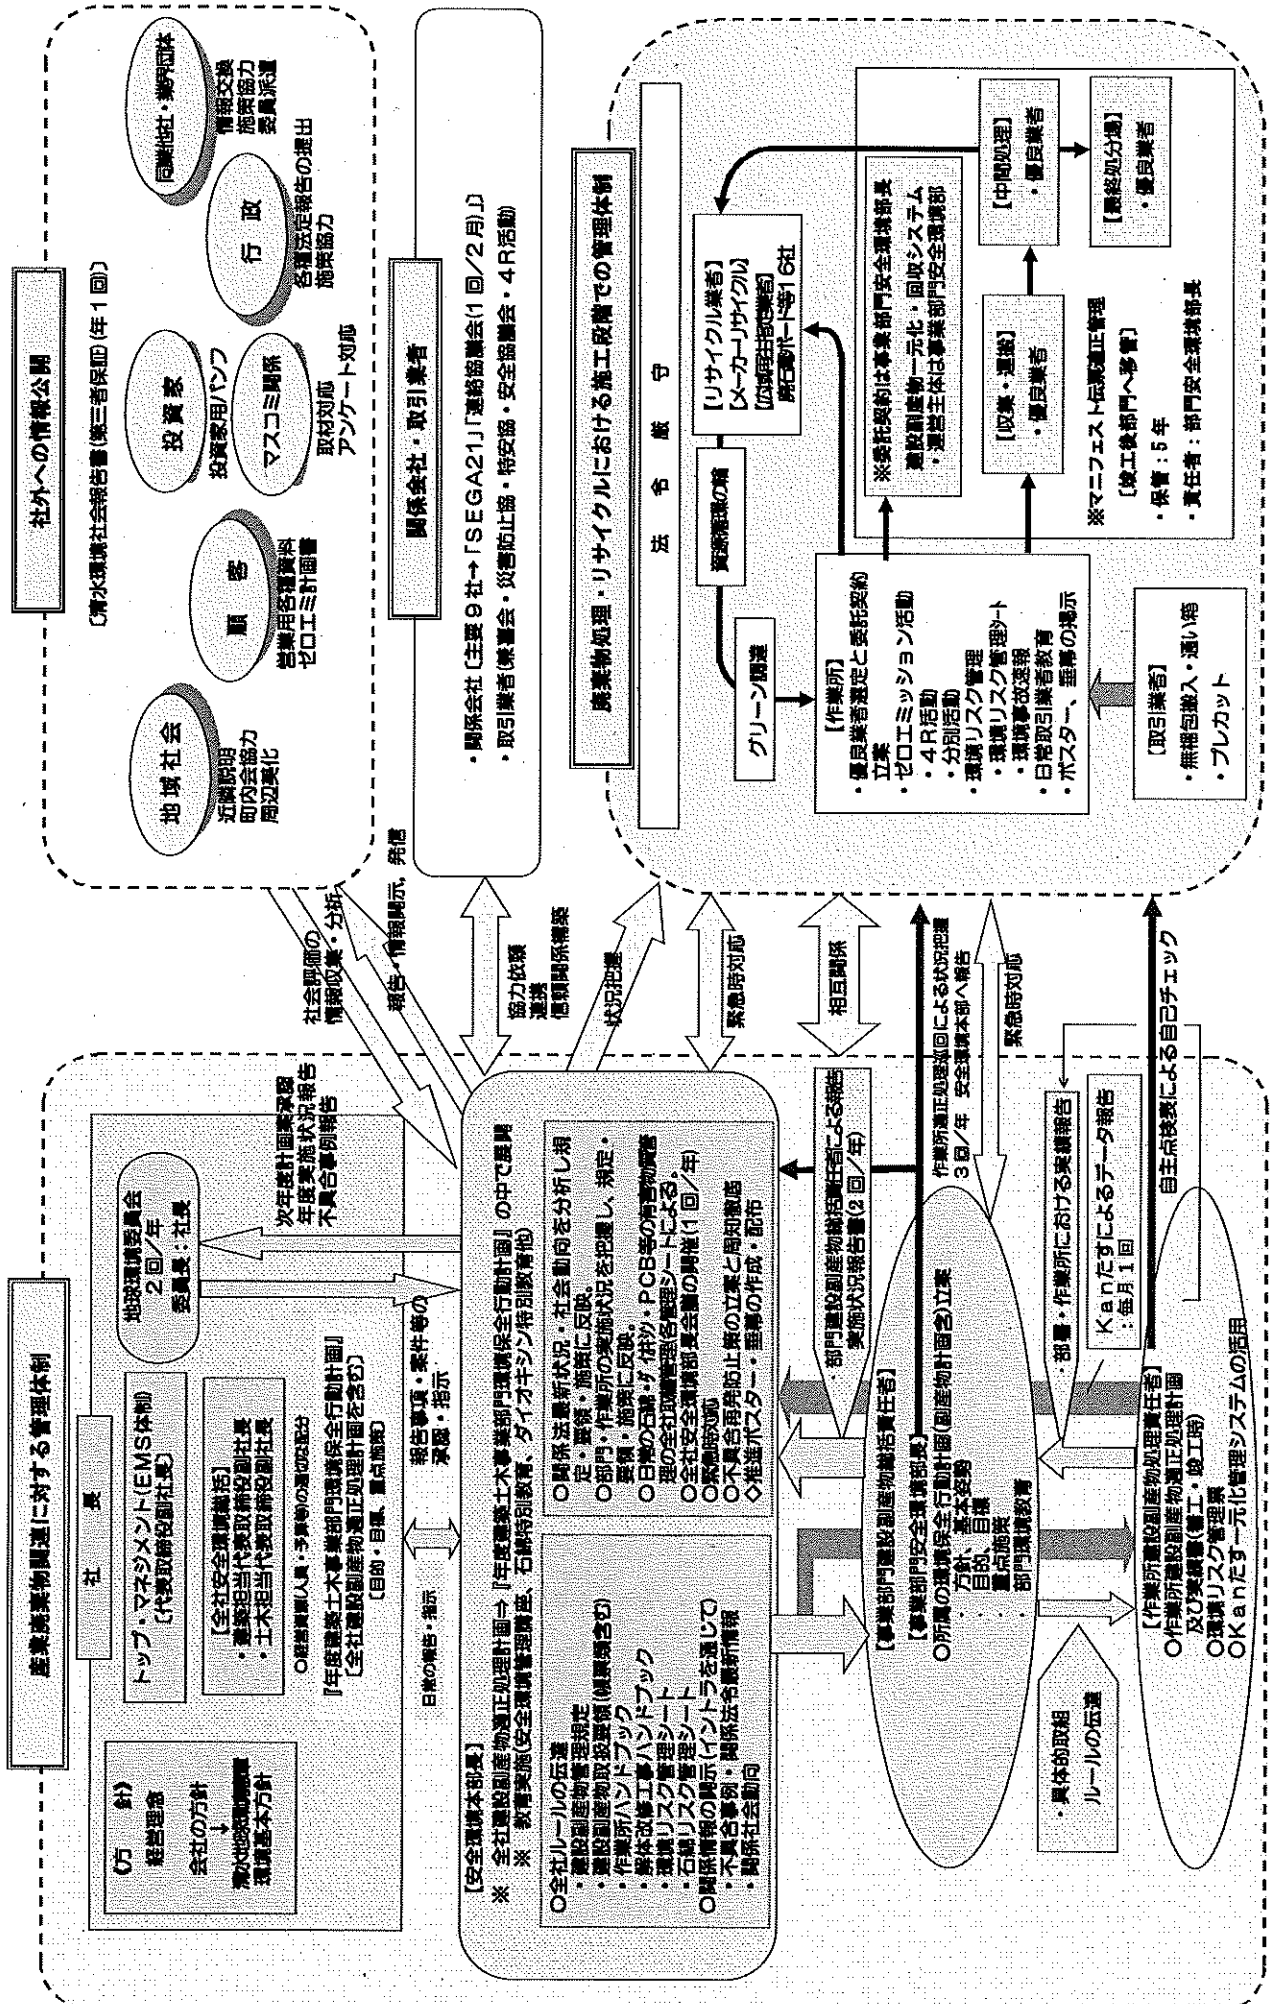 産業廃棄物関連に対する管理体制
《方　針》
経営理念
会社の方針
↓
環境基本方針
社　長
トップ・マネジメント(EMS体制)
〔代表取締役副社長〕
【全社安全環境総括】
・建築担当代表取締役副社長
・土木担当代表取締役副社長
○経営資源(人員・予算等)の適切な配分
『年度建築土木事業部門環境保全行動計画』
【全社建設副産物適正処理計画を含む】
〔目的・目標、重点施策〕
地球環境委員会
2回／年
委員長：社長
次年度計画案承認
年度実施状況報告
不具合事例報告
日常の報告・指示
報告事項・案件等の
承認・指示
【安全環境本部長】
※ 全社建設副産物適正処理計画⇒『年度建築土木事業部門環境保全行動計画』の中で展開
※ 教育実施(安全環境管理講座、石綿特別教育、ダイオキシン特別教育他)
○全社ルールの伝達
・建設副産物管理規定
・建設副産物取扱要領(帳票類含む)
・作業所ハンドブック
・解体改修工事ハンドブック
・環境リスク管理シート
・石綿リスク管理シート
○関係情報の開示(イントラを通じて)
・不具合事例・関係法令最新情報
・関係社会動向
○関係法最新状況・社会動向を分析し規
定・要領・施策に反映。
○部門・作業所の実施状況を把握し、規定・
要領・施策に反映。
○日常の石綿・ダイオキシン・PCB等の有害物質管
理の全社取纏管理(各管理シートによる。
○全社安全環境部長会議の開催(1回／年)
○緊急時対応
○不具合再発防止策の立案と周知徹底
◇推進ポスター・垂幕の作成・配布
・部門建設副産物総括責任者による報告
実施状況報告書(2回／年)
【事業部門建設副産物総括責任者】
【事業部門安全環境部長】
○所属の環境保全行動計画(副産物計画含)立案
・方針、基本姿勢
・目的、目標
・重点施策
・部門環境教育
・具体的取組
ルールの伝達
・部署・作業所における実績報告
Kanたすによるデータ報告
：毎月1回
【作業所建設副産物処理責任者】
○作業所建設副産物適正処理計画
及び実績書(着工・竣工時)
○環境リスク管理票
○Kanたす一元化管理システムの活用
社会評価の
情報収集・分析
報告・情報開示，発信
協力依頼
連携
信頼関係構築
状況把握
緊急時対応
相互関係
作業所適正処理巡回による状況把握
3回／年 安全環境本部へ報告
緊急時対応
自主点検表による自己チェック
社外への情報公開
〔清水環境社会報告書(第三者保証)(年1回)〕
地域社会
近隣説明
町内会協力
周辺美化
顧　客
営業用各種資料
ゼロエミ計画書
投資家
投資家用パンフ
マスコミ関係
取材対応
アンケート対応
行　政
各種法定報告の提出
施策協力
同業他社・業界団体
情報交換
施策協力
委員派遣
関係会社・取引業者
・関係会社〔主要9社→「SEGA21」「連絡協議会(1回/2月)」〕
・取引業者(兼喜会・災害防止協・特安協・安全協議会・4R活動)
廃棄物処理・リサイクルにおける施工段階での管理体制
法　令　厳　守
グリーン調達
資源循環の輪
【リサイクル業者】
【メーカーリサイクル】
【広域再生指定業者】
廃石膏ボード等16社
【作業所】
・優良業者選定と委託契約
立案
・ゼロエミッション活動
・4R活動
・分別活動
・環境リスク管理
・環境リスク管理シート
・環境事故速報
・日常取引業者教育
・ポスター、垂幕の掲示
【取引業者】
・無梱包搬入・通い箱
・プレカット
※委託契約は事業部門安全環境部長
建設副産物一元化・回収システム
・運営主体は事業部門安全環境部
【収集・運搬】
・優良業者
【中間処理】
・優良業者
【最終処分場】
・優良業者
※マニフェスト伝票適正管理
〔竣工後部門へ移管〕
・保管：5年
・責任者：部門安全環境部長